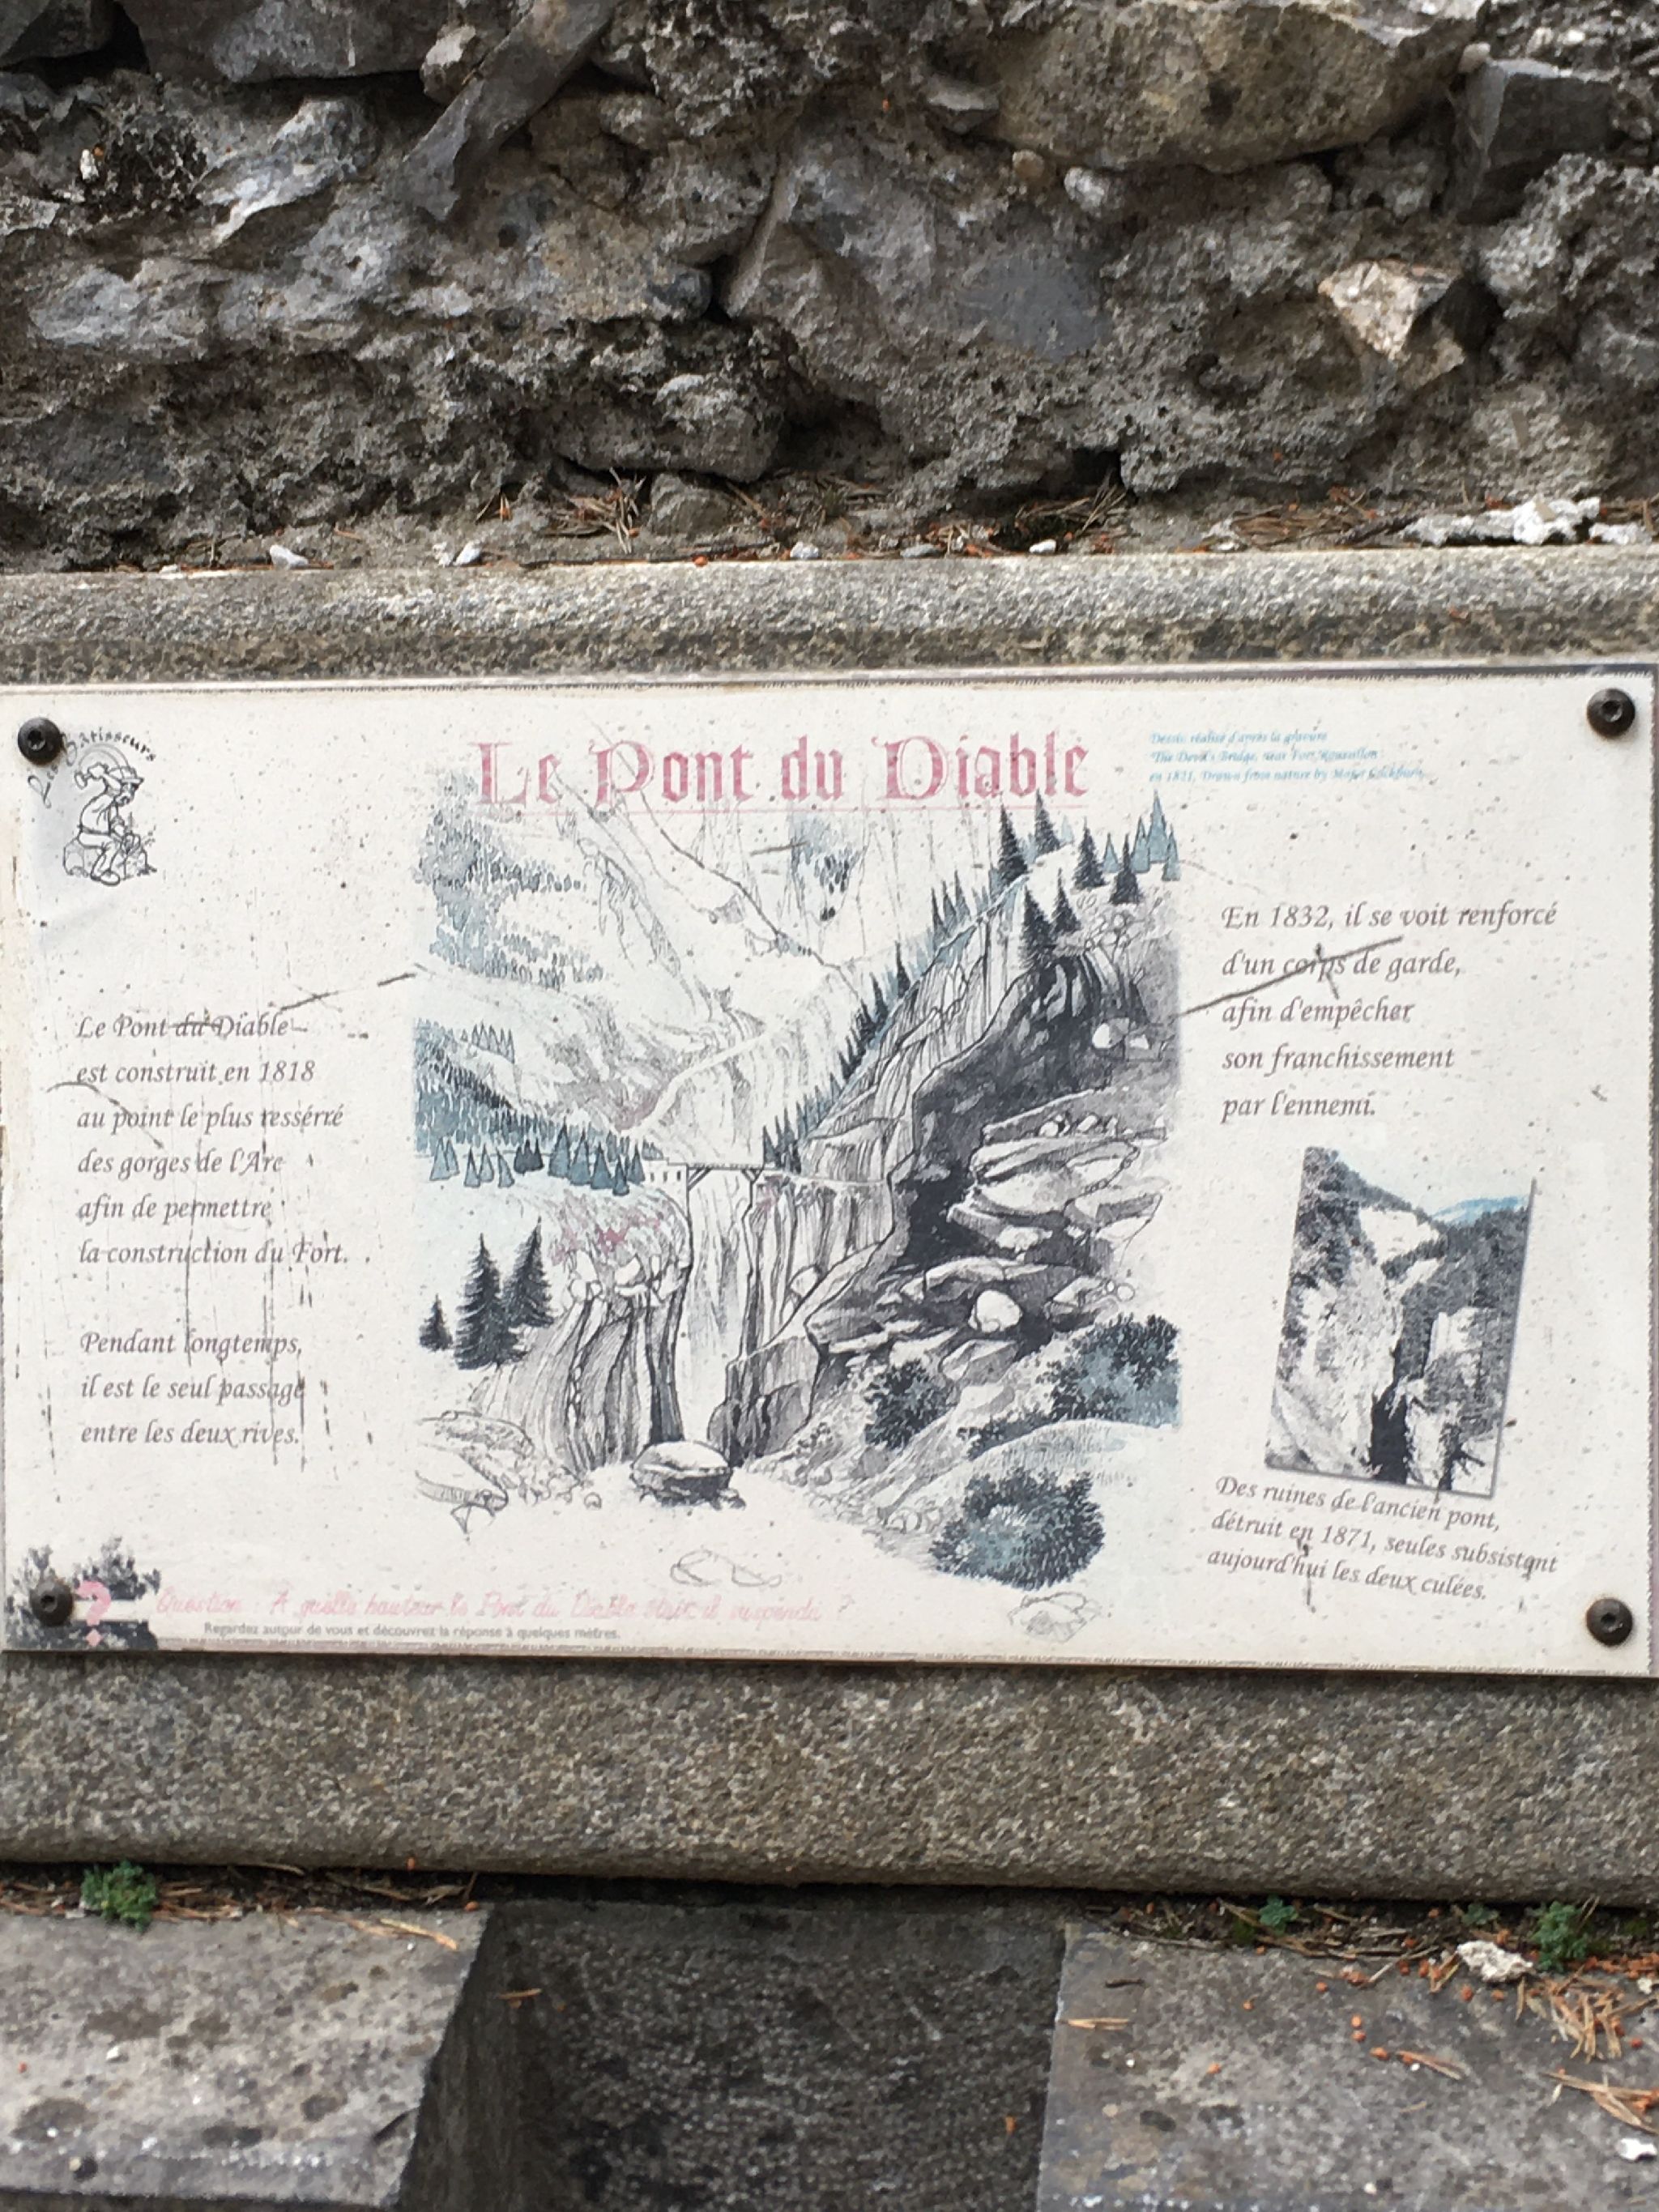 Les Bâtisseurs
Le Pont du Diable
Dessin réalisé d'après la gravure
The Devil's Bridge, near Fort Roussillon
en 1821, Drawn from nature by Major Cockburn
Le Pont du Diable
est construit en 1818
au point le plus resserré
des gorges de l'Arc
afin de permettre
la construction du Fort.
Pendant longtemps,
il est le seul passage
entre les deux rives.
En 1832, il se voit renforcé
d'un corps de garde,
afin d'empêcher
son franchissement
par l'ennemi.
Des ruines de l'ancien pont,
détruit en 1871, seules subsistent
aujourd'hui les deux culées.
? Question : A quelle hauteur le Pont du Diable était il suspendu ?
Regardez autour de vous et découvrez la réponse à quelques mètres.